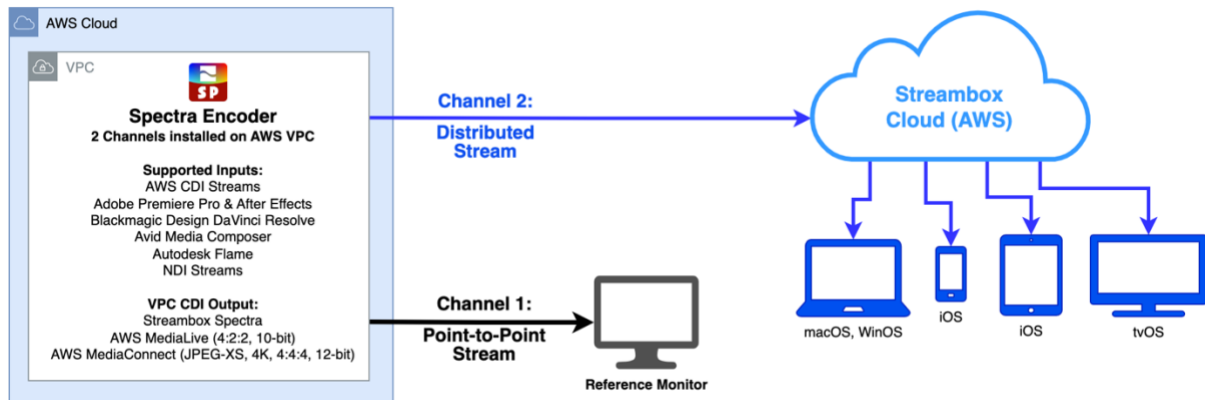 AWS Cloud
VPC
SP
Spectra Encoder
2 Channels installed on AWS VPC
Supported Inputs:
AWS CDI Streams
Adobe Premiere Pro & After Effects
Blackmagic Design DaVinci Resolve
Avid Media Composer
Autodesk Flame
NDI Streams
VPC CDI Output:
Streambox Spectra
AWS MediaLive (4:2:2, 10-bit)
AWS MediaConnect (JPEG-XS, 4K, 4:4:4, 12-bit)
Channel 2:
Distributed
Stream
Channel 1:
Point-to-Point
Stream
Reference Monitor
Streambox
Cloud (AWS)
macOS, WinOS
iOS
iOS
tvOS